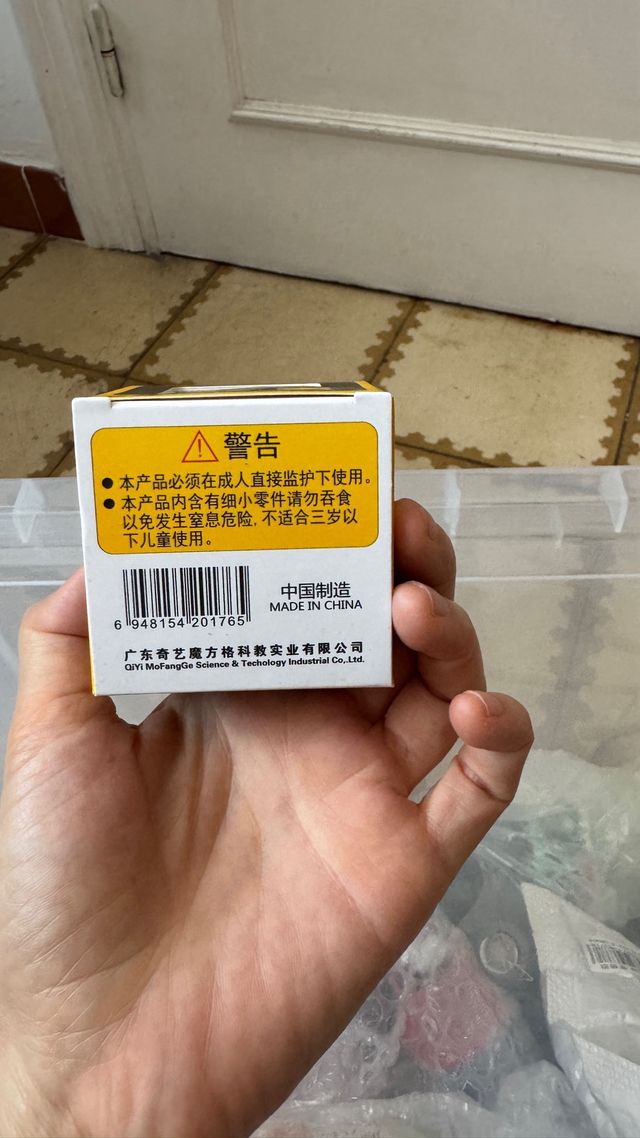 警告
● 本产品必须在成人直接监护下使用。
● 本产品内含有细小零件请勿吞食
以免发生窒息危险, 不适合三岁以
下儿童使用。
6 948154 201765
中国制造
MADE IN CHINA
广东奇艺魔方格科教实业有限公司
QiYi MoFangGe Science & Techology Industrial Co,.Ltd.